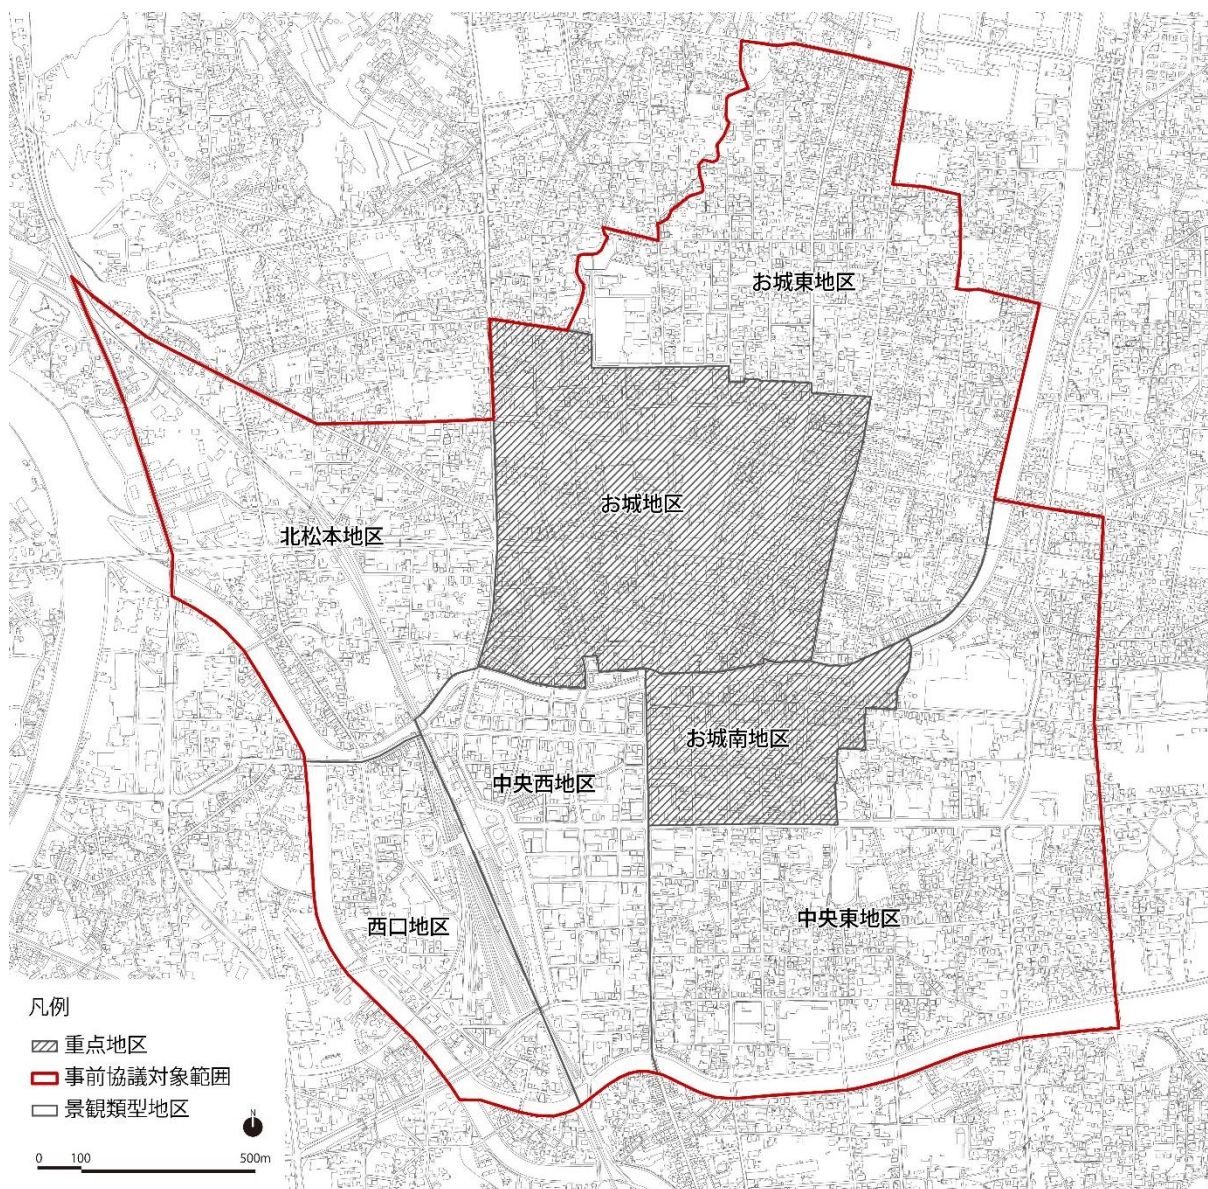 お城東地区
お城地区
北松本地区
お城南地区
中央西地区
西口地区
中央東地区
凡例
重点地区
事前協議対象範囲
景観類型地区
N
0 100 500m